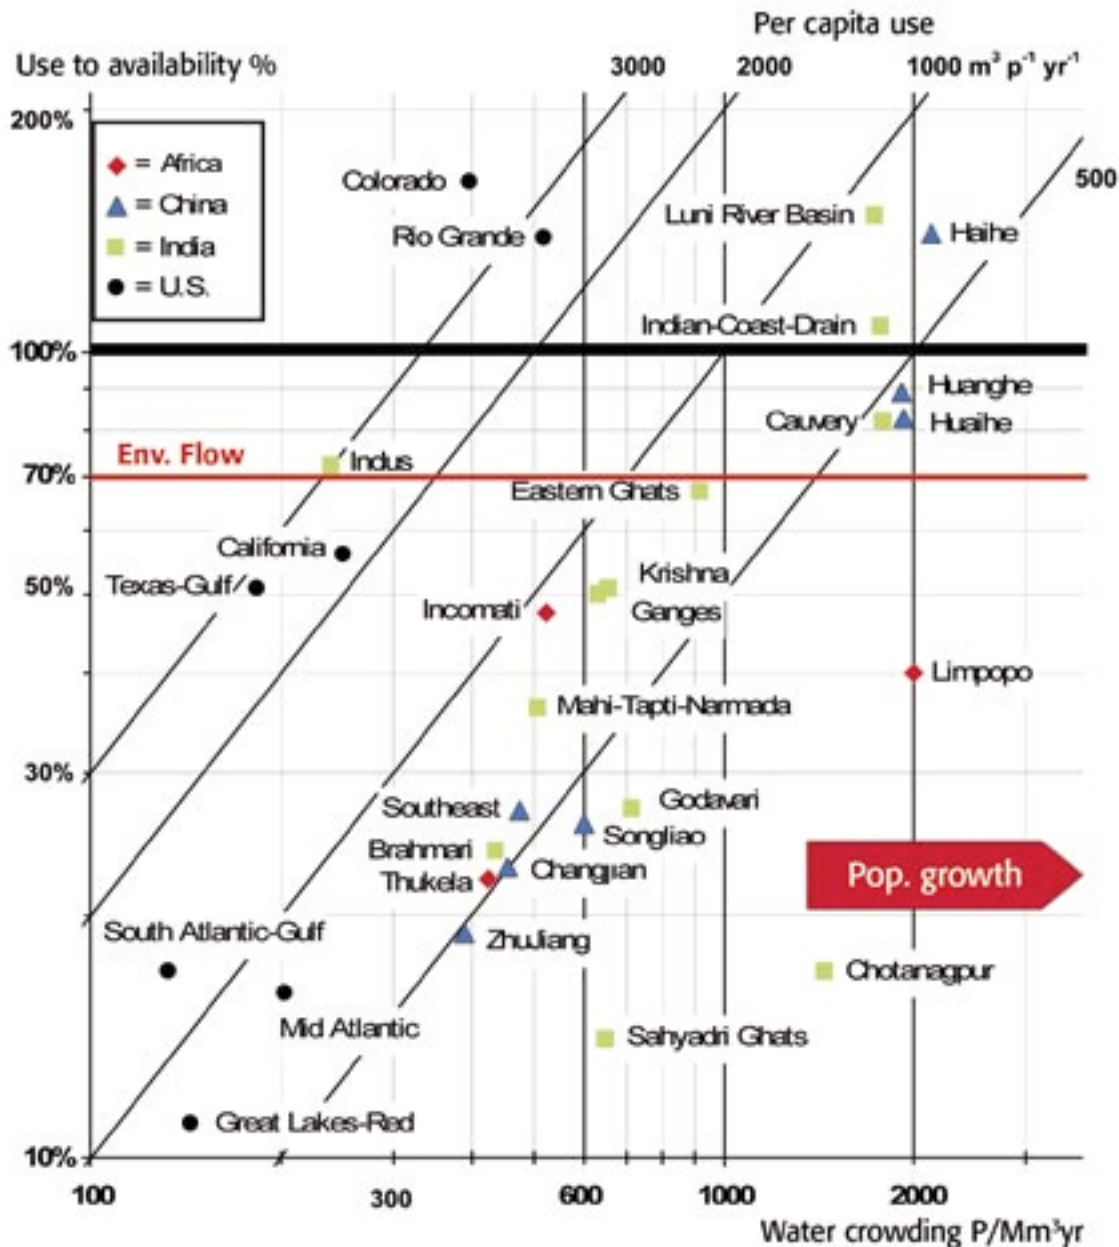 Per capita use
Use to availability %
3000
2000
1000 m³ p⁻¹ yr⁻¹
200%
= Africa
= China
= India
= U.S.
Colorado
500
Rio Grande
Luni River Basin
Haihe
Indian-Coast-Drain
100%
Huanghe
Cauvery
Huaihe
Env. Flow
Indus
70%
Eastern Ghats
California
Texas-Gulf
Krishna
50%
Incomati
Ganges
Limpopo
Mahi-Tapti-Narmada
30%
Southeast
Godavari
Songliao
Brahmari
Changjian
Thukela
Pop. growth
South Atlantic-Gulf
ZhuJiang
Chotanagpur
Mid Atlantic
Sahyadri Ghats
Great Lakes-Red
10%
100
300
600
1000
2000
Water crowding P/Mm³yr